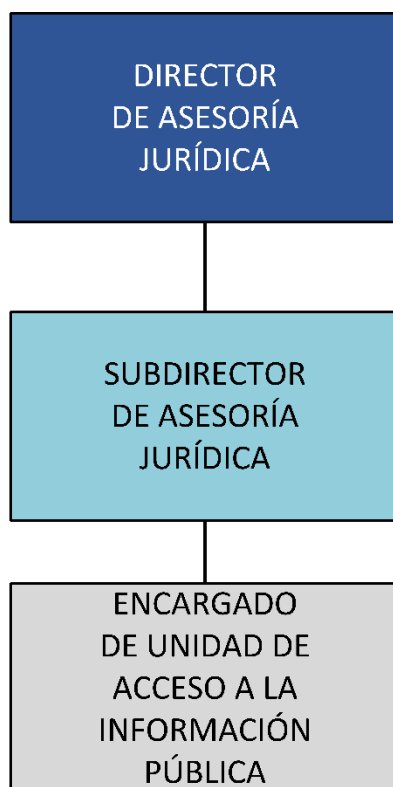 DIRECTOR
DE ASESORÍA
JURÍDICA
SUBDIRECTOR
DE ASESORÍA
JURÍDICA
ENCARGADO
DE UNIDAD DE
ACCESO A LA
INFORMACIÓN
PÚBLICA